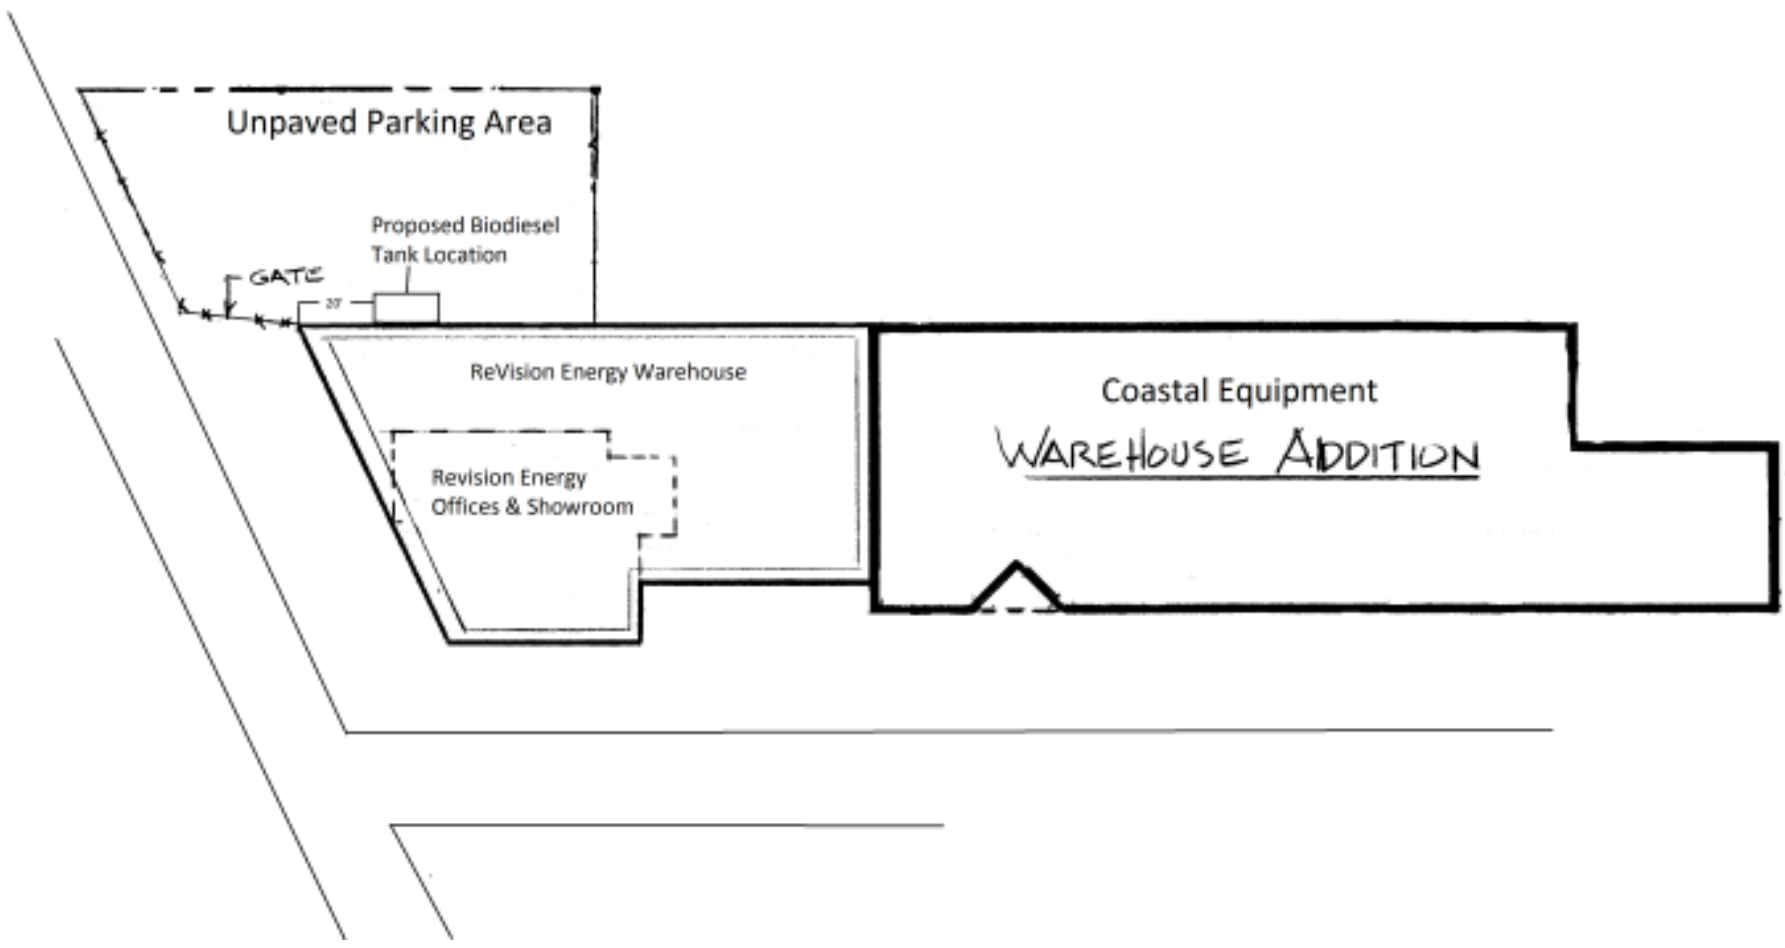 Unpaved Parking Area
Proposed Biodiesel
Tank Location
GATE
20'
ReVision Energy Warehouse
Revision Energy
Offices & Showroom
Coastal Equipment
WAREHOUSE ADDITION